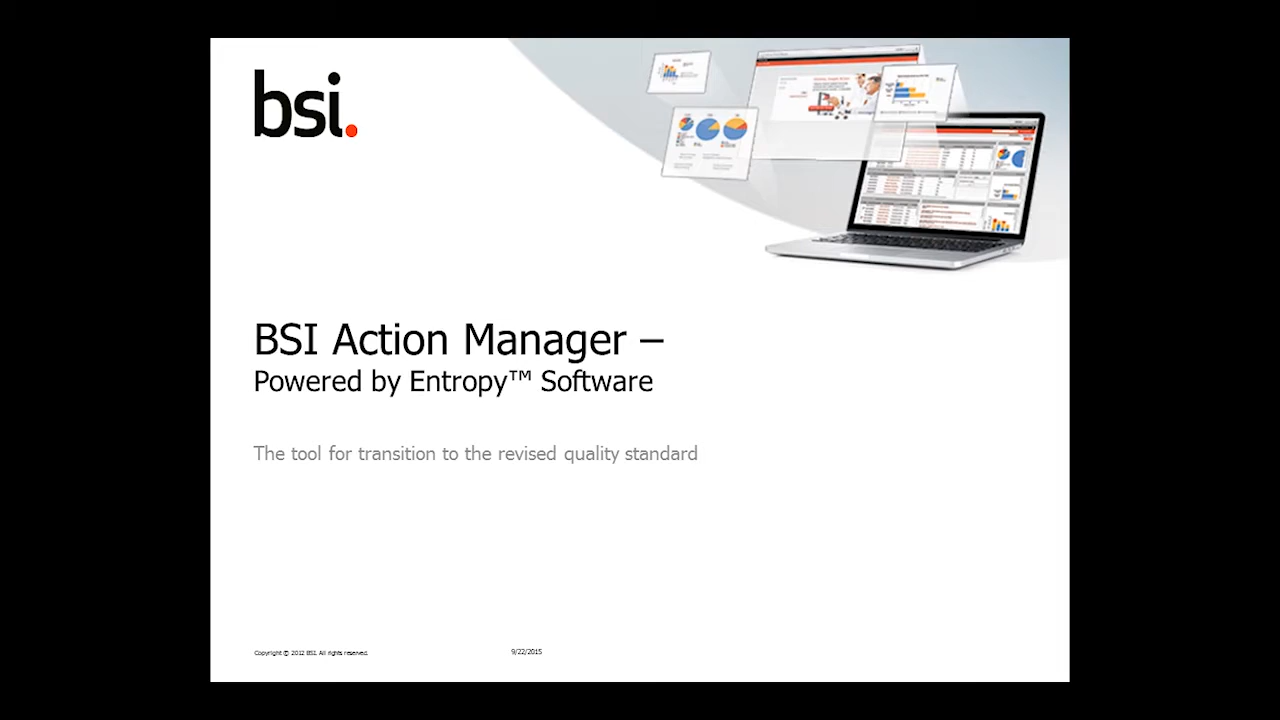 bsi.
BSI Action Manager –
Powered by Entropy™ Software
The tool for transition to the revised quality standard
Copyright © 2012 BSI. All rights reserved.
9/22/2015